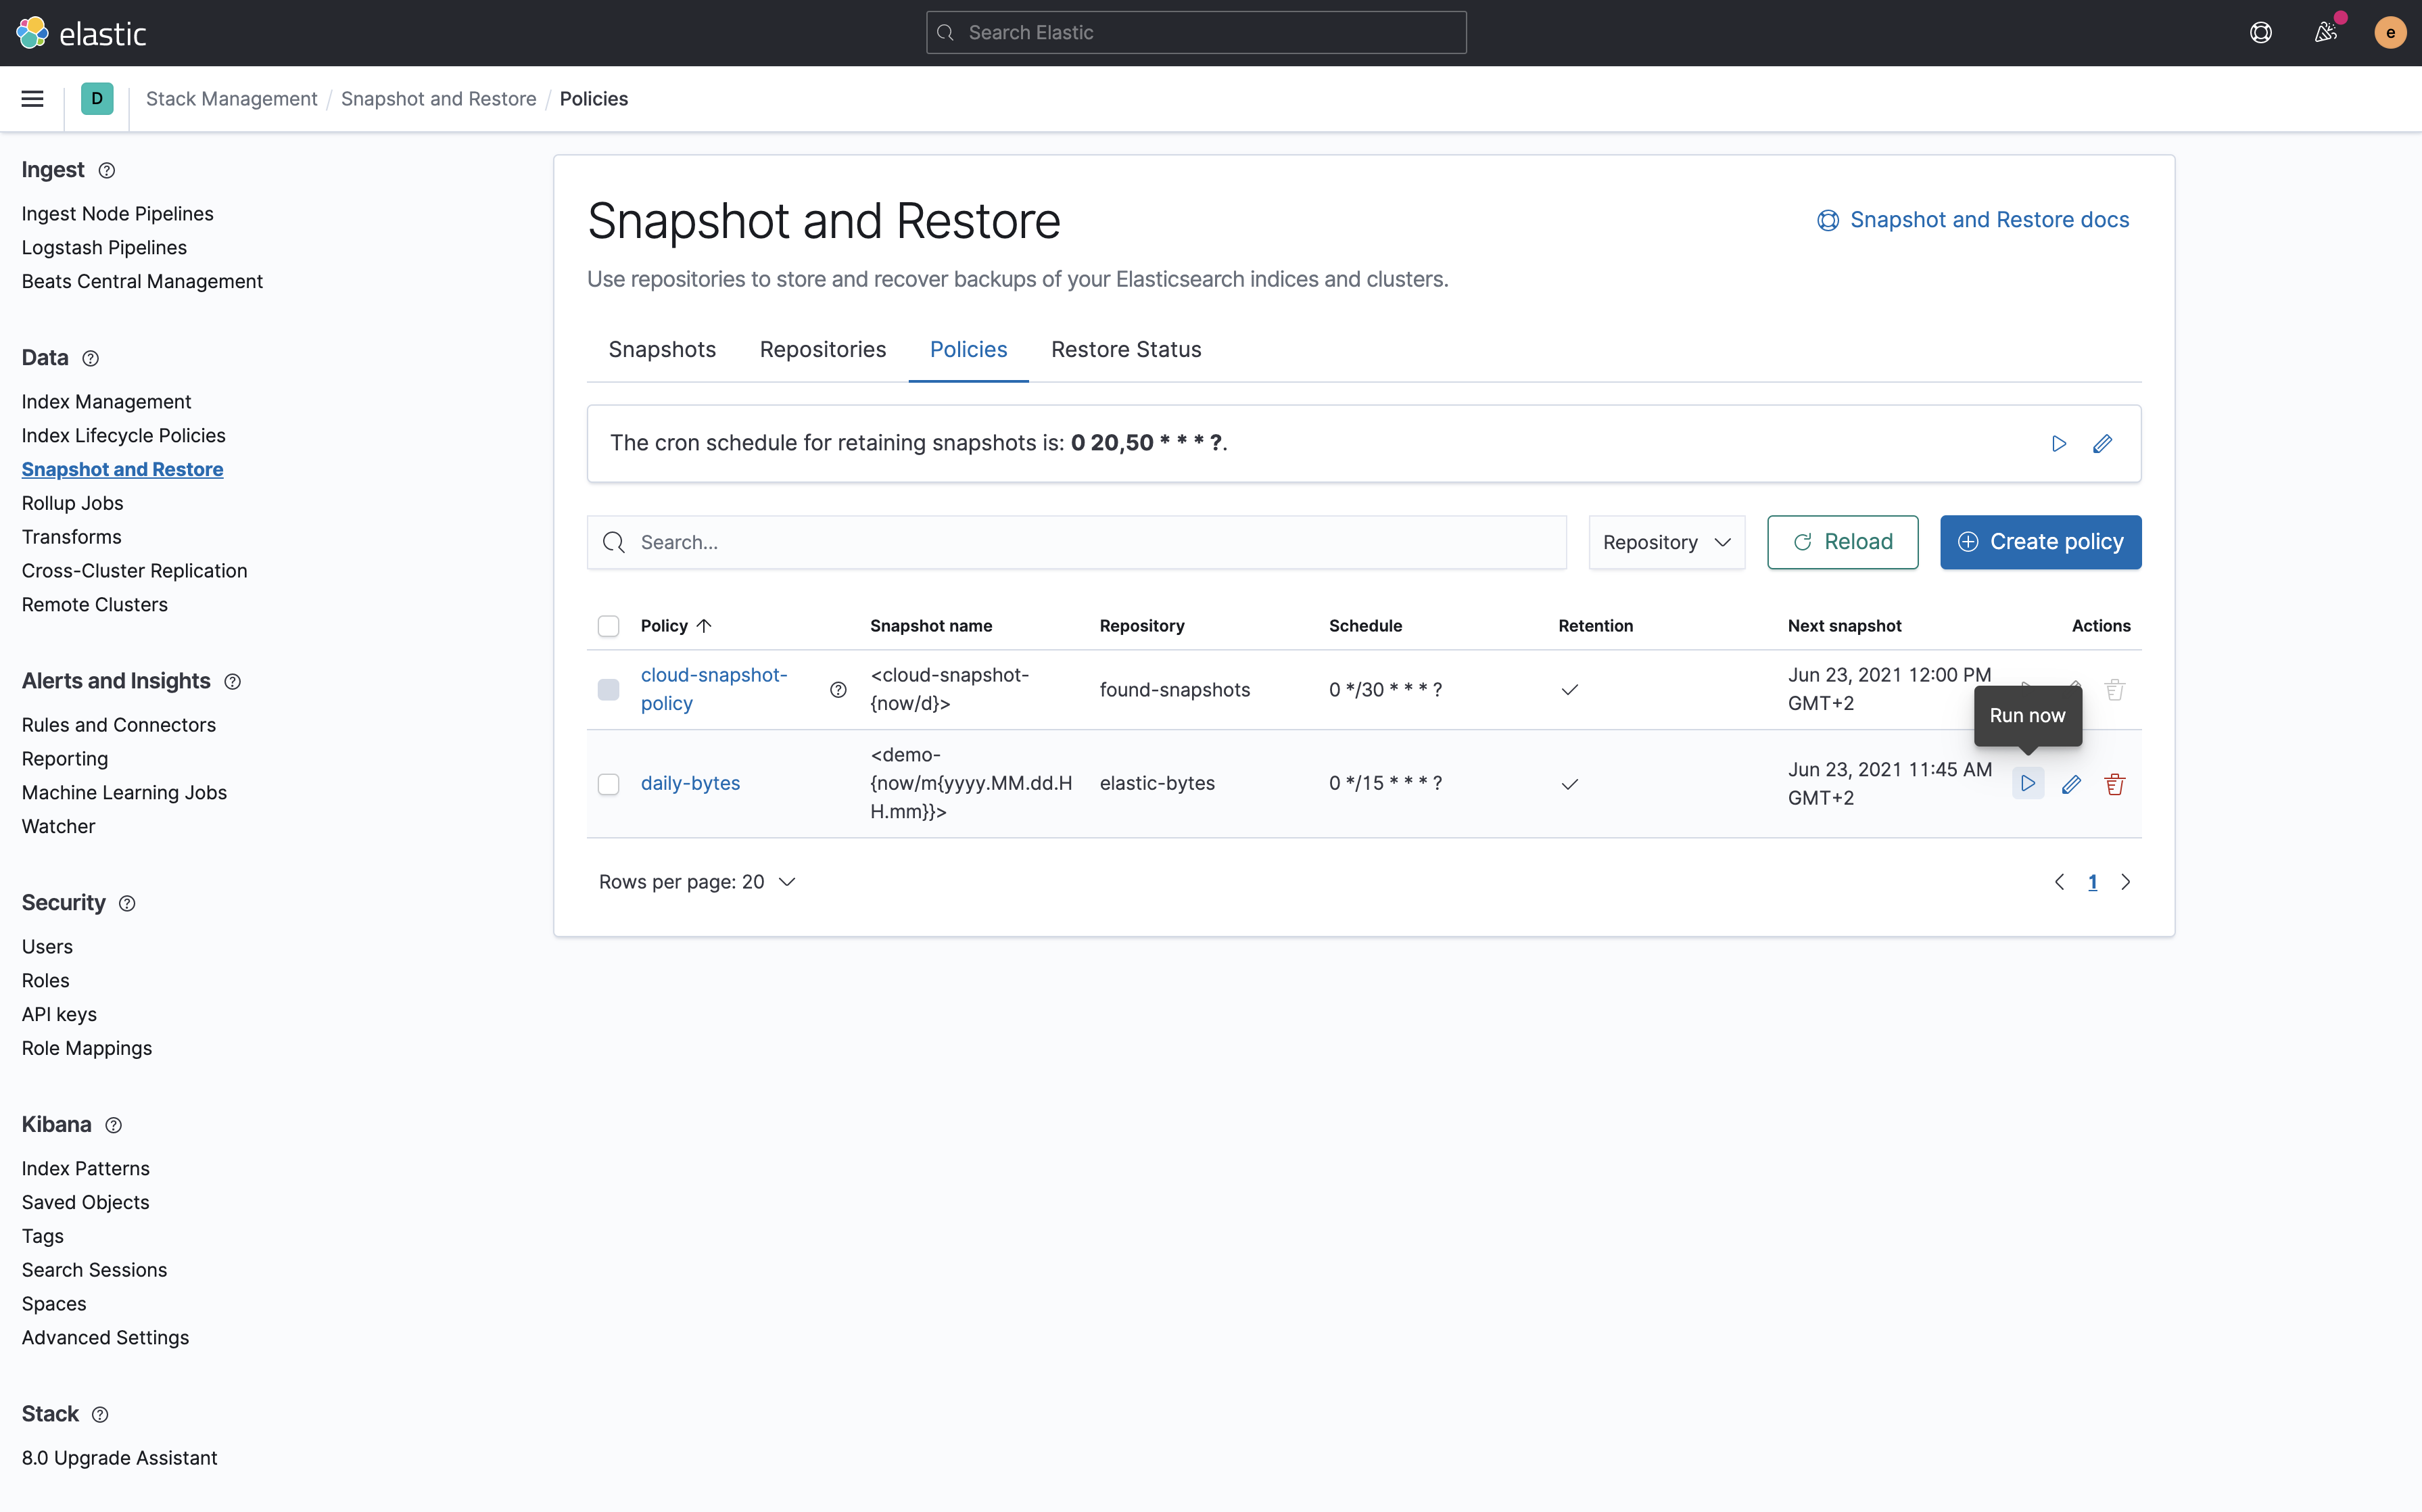 elastic
Search Elastic
e
D
Stack Management / Snapshot and Restore / Policies
Ingest
Ingest Node Pipelines
Logstash Pipelines
Beats Central Management
Data
Index Management
Index Lifecycle Policies
Snapshot and Restore
Rollup Jobs
Transforms
Cross-Cluster Replication
Remote Clusters
Alerts and Insights
Rules and Connectors
Reporting
Machine Learning Jobs
Watcher
Security
Users
Roles
API keys
Role Mappings
Kibana
Index Patterns
Saved Objects
Tags
Search Sessions
Spaces
Advanced Settings
Stack
8.0 Upgrade Assistant
Snapshot and Restore
Snapshot and Restore docs
Use repositories to store and recover backups of your Elasticsearch indices and clusters.
Snapshots Repositories Policies Restore Status
The cron schedule for retaining snapshots is: 0 20,50 * * * ?.
Search...
Repository
Reload
Create policy
Policy Snapshot name Repository Schedule Retention Next snapshot Actions
cloud-snapshot-
policy
<cloud-snapshot-
{now/d}>
found-snapshots
0 */30 * * * ?
Jun 23, 2021 12:00 PM
GMT+2
Run now
daily-bytes
<demo-
{now/m{yyyy.MM.dd.H
H.mm}}>
elastic-bytes
0 */15 * * * ?
Jun 23, 2021 11:45 AM
GMT+2
Rows per page: 20
1